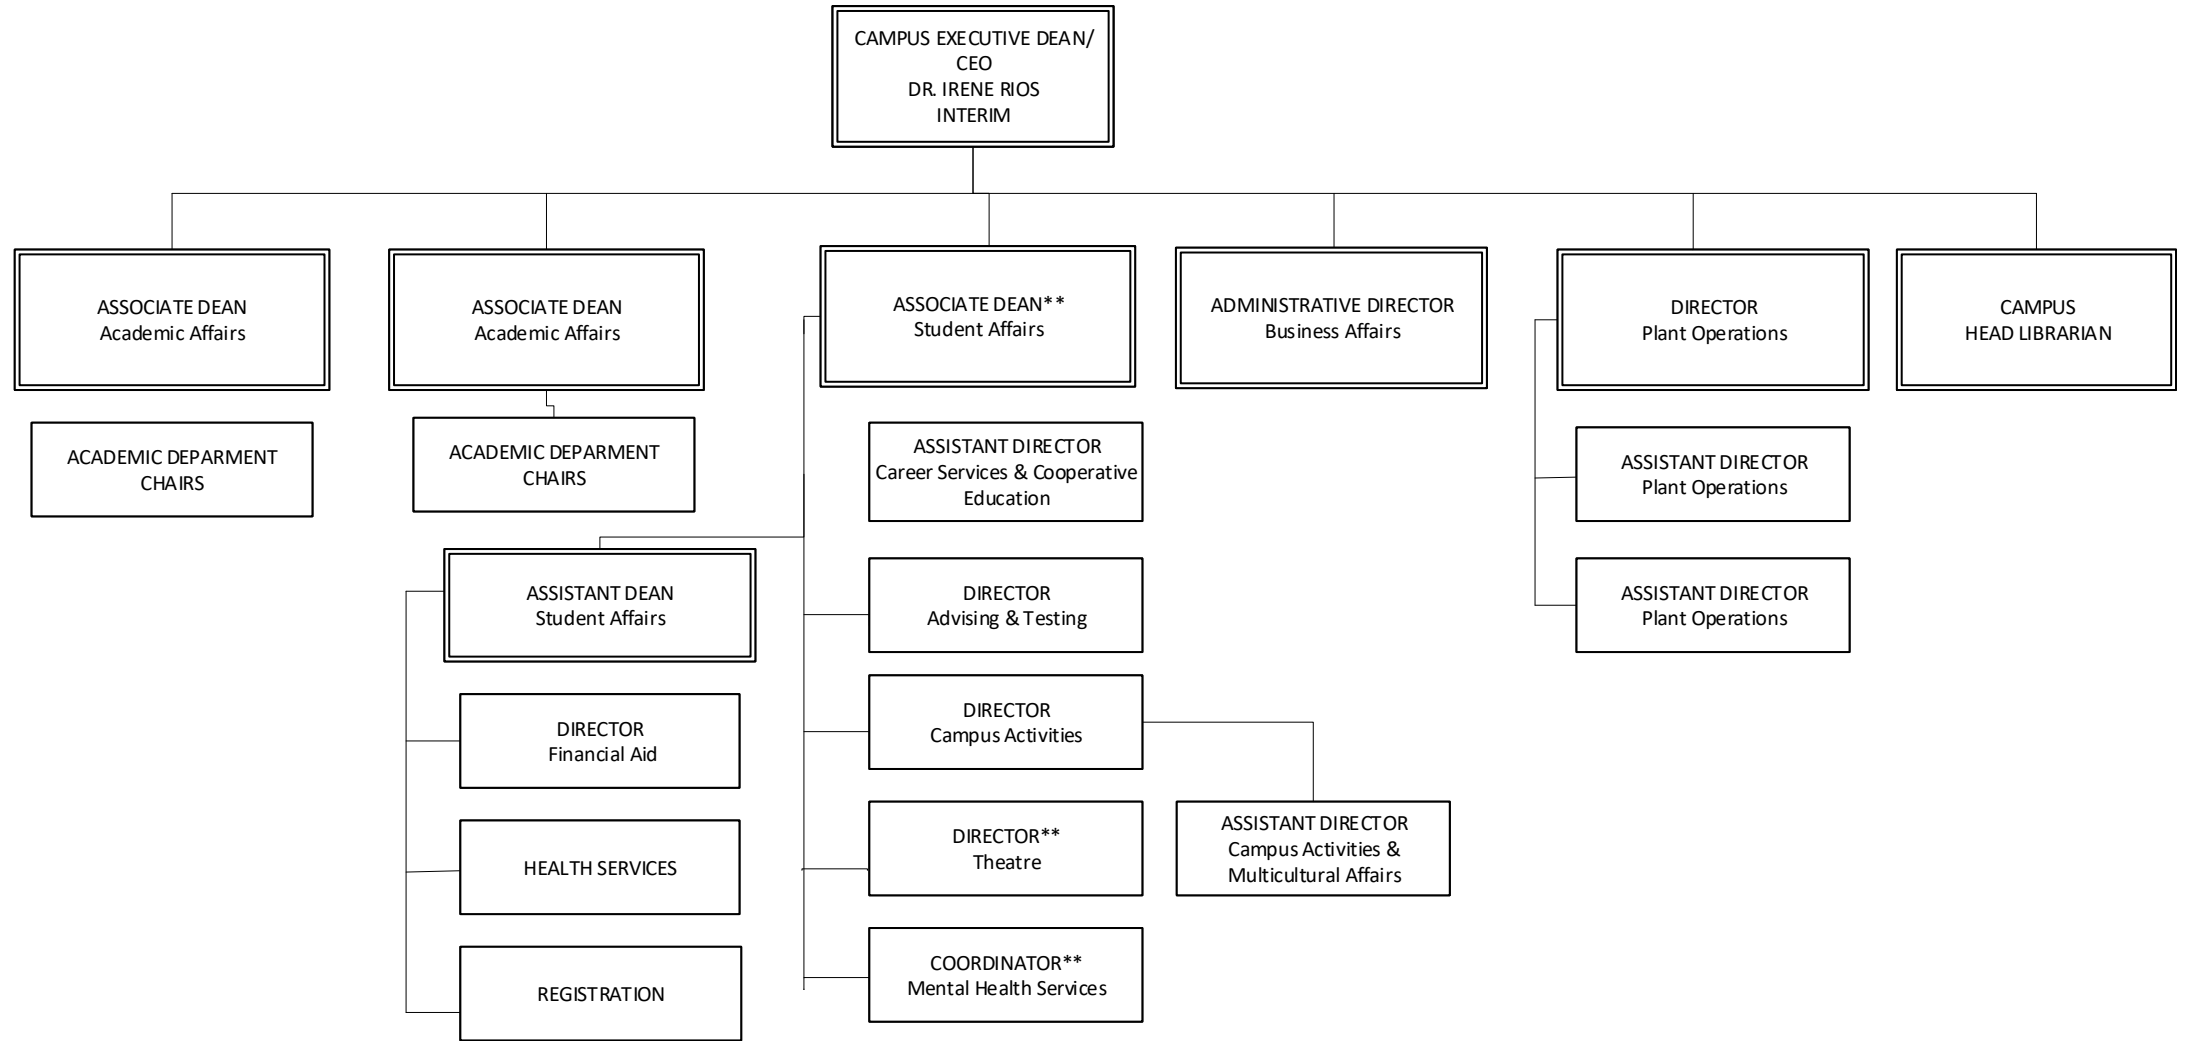 CAMPUS EXECUTIVE DEAN/
CEO
DR. IRENE RIOS
INTERIM
ASSOCIATE DEAN
Academic Affairs
ASSOCIATE DEAN
Academic Affairs
ASSOCIATE DEAN**
Student Affairs
ADMINISTRATIVE DIRECTOR
Business Affairs
DIRECTOR
Plant Operations
CAMPUS
HEAD LIBRARIAN
ACADEMIC DEPARMENT
CHAIRS
ACADEMIC DEPARMENT
CHAIRS
ASSISTANT DIRECTOR
Career Services & Cooperative
Education
ASSISTANT DIRECTOR
Plant Operations
ASSISTANT DEAN
Student Affairs
DIRECTOR
Advising & Testing
ASSISTANT DIRECTOR
Plant Operations
DIRECTOR
Financial Aid
DIRECTOR
Campus Activities
HEALTH SERVICES
DIRECTOR**
Theatre
ASSISTANT DIRECTOR
Campus Activities &
Multicultural Affairs
REGISTRATION
COORDINATOR**
Mental Health Services